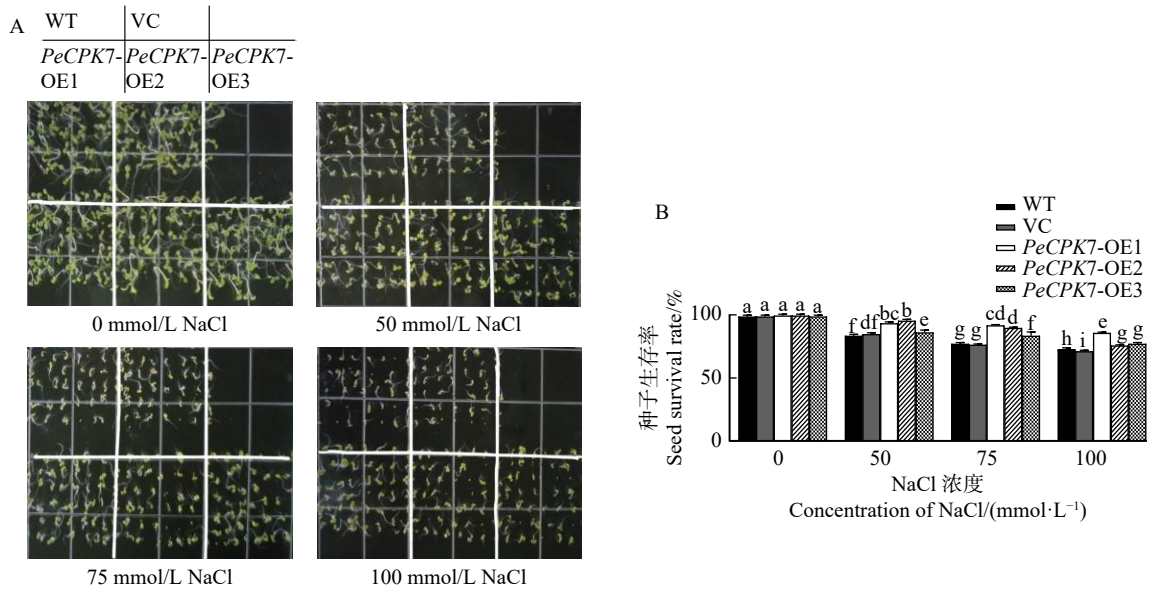 A
WT VC
PeCPK7- PeCPK7- PeCPK7-
OE1 OE2 OE3
0 mmol/L NaCl
50 mmol/L NaCl
75 mmol/L NaCl
100 mmol/L NaCl
B
WT
VC
PeCPK7-OE1
PeCPK7-OE2
PeCPK7-OE3
种子生存率
Seed survival rate/%
100
50
0
a a a a a
f df bc b e
g g cd d f
h i e g g
0 50 75 100
NaCl 浓度
Concentration of NaCl/(mmol·L⁻¹)